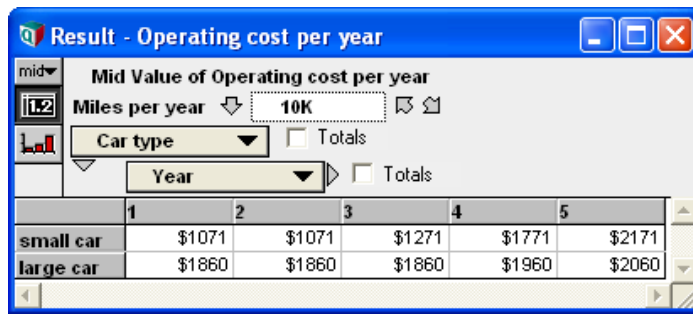 Result - Operating cost per year
mid
Mid Value of Operating cost per year
1.2 Miles per year 10K
Car type Totals
Year Totals
1 2 3 4 5
small car $1071 $1071 $1271 $1771 $2171
large car $1860 $1860 $1860 $1960 $2060